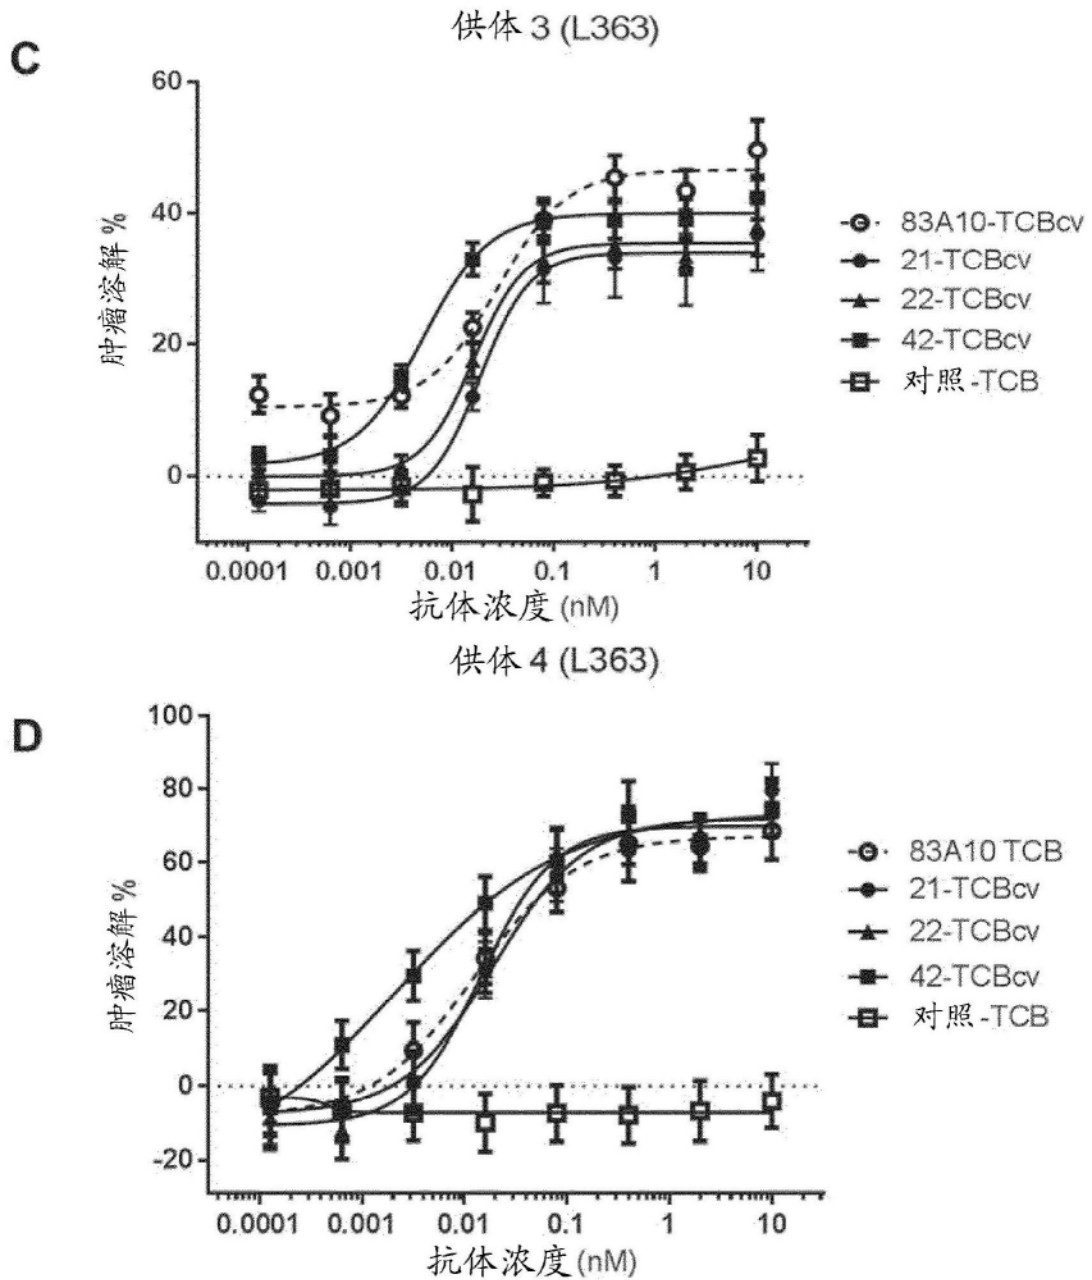 C
供体 3 (L363)
肿瘤溶解 %
60
40
20
0
0.0001 0.001 0.01 0.1 1 10
抗体浓度 (nM)
83A10-TCBcv
21-TCBcv
22-TCBcv
42-TCBcv
对照-TCB
D
供体 4 (L363)
肿瘤溶解 %
100
80
60
40
20
0
-20
0.0001 0.001 0.01 0.1 1 10
抗体浓度 (nM)
83A10 TCB
21-TCBcv
22-TCBcv
42-TCBcv
对照-TCB